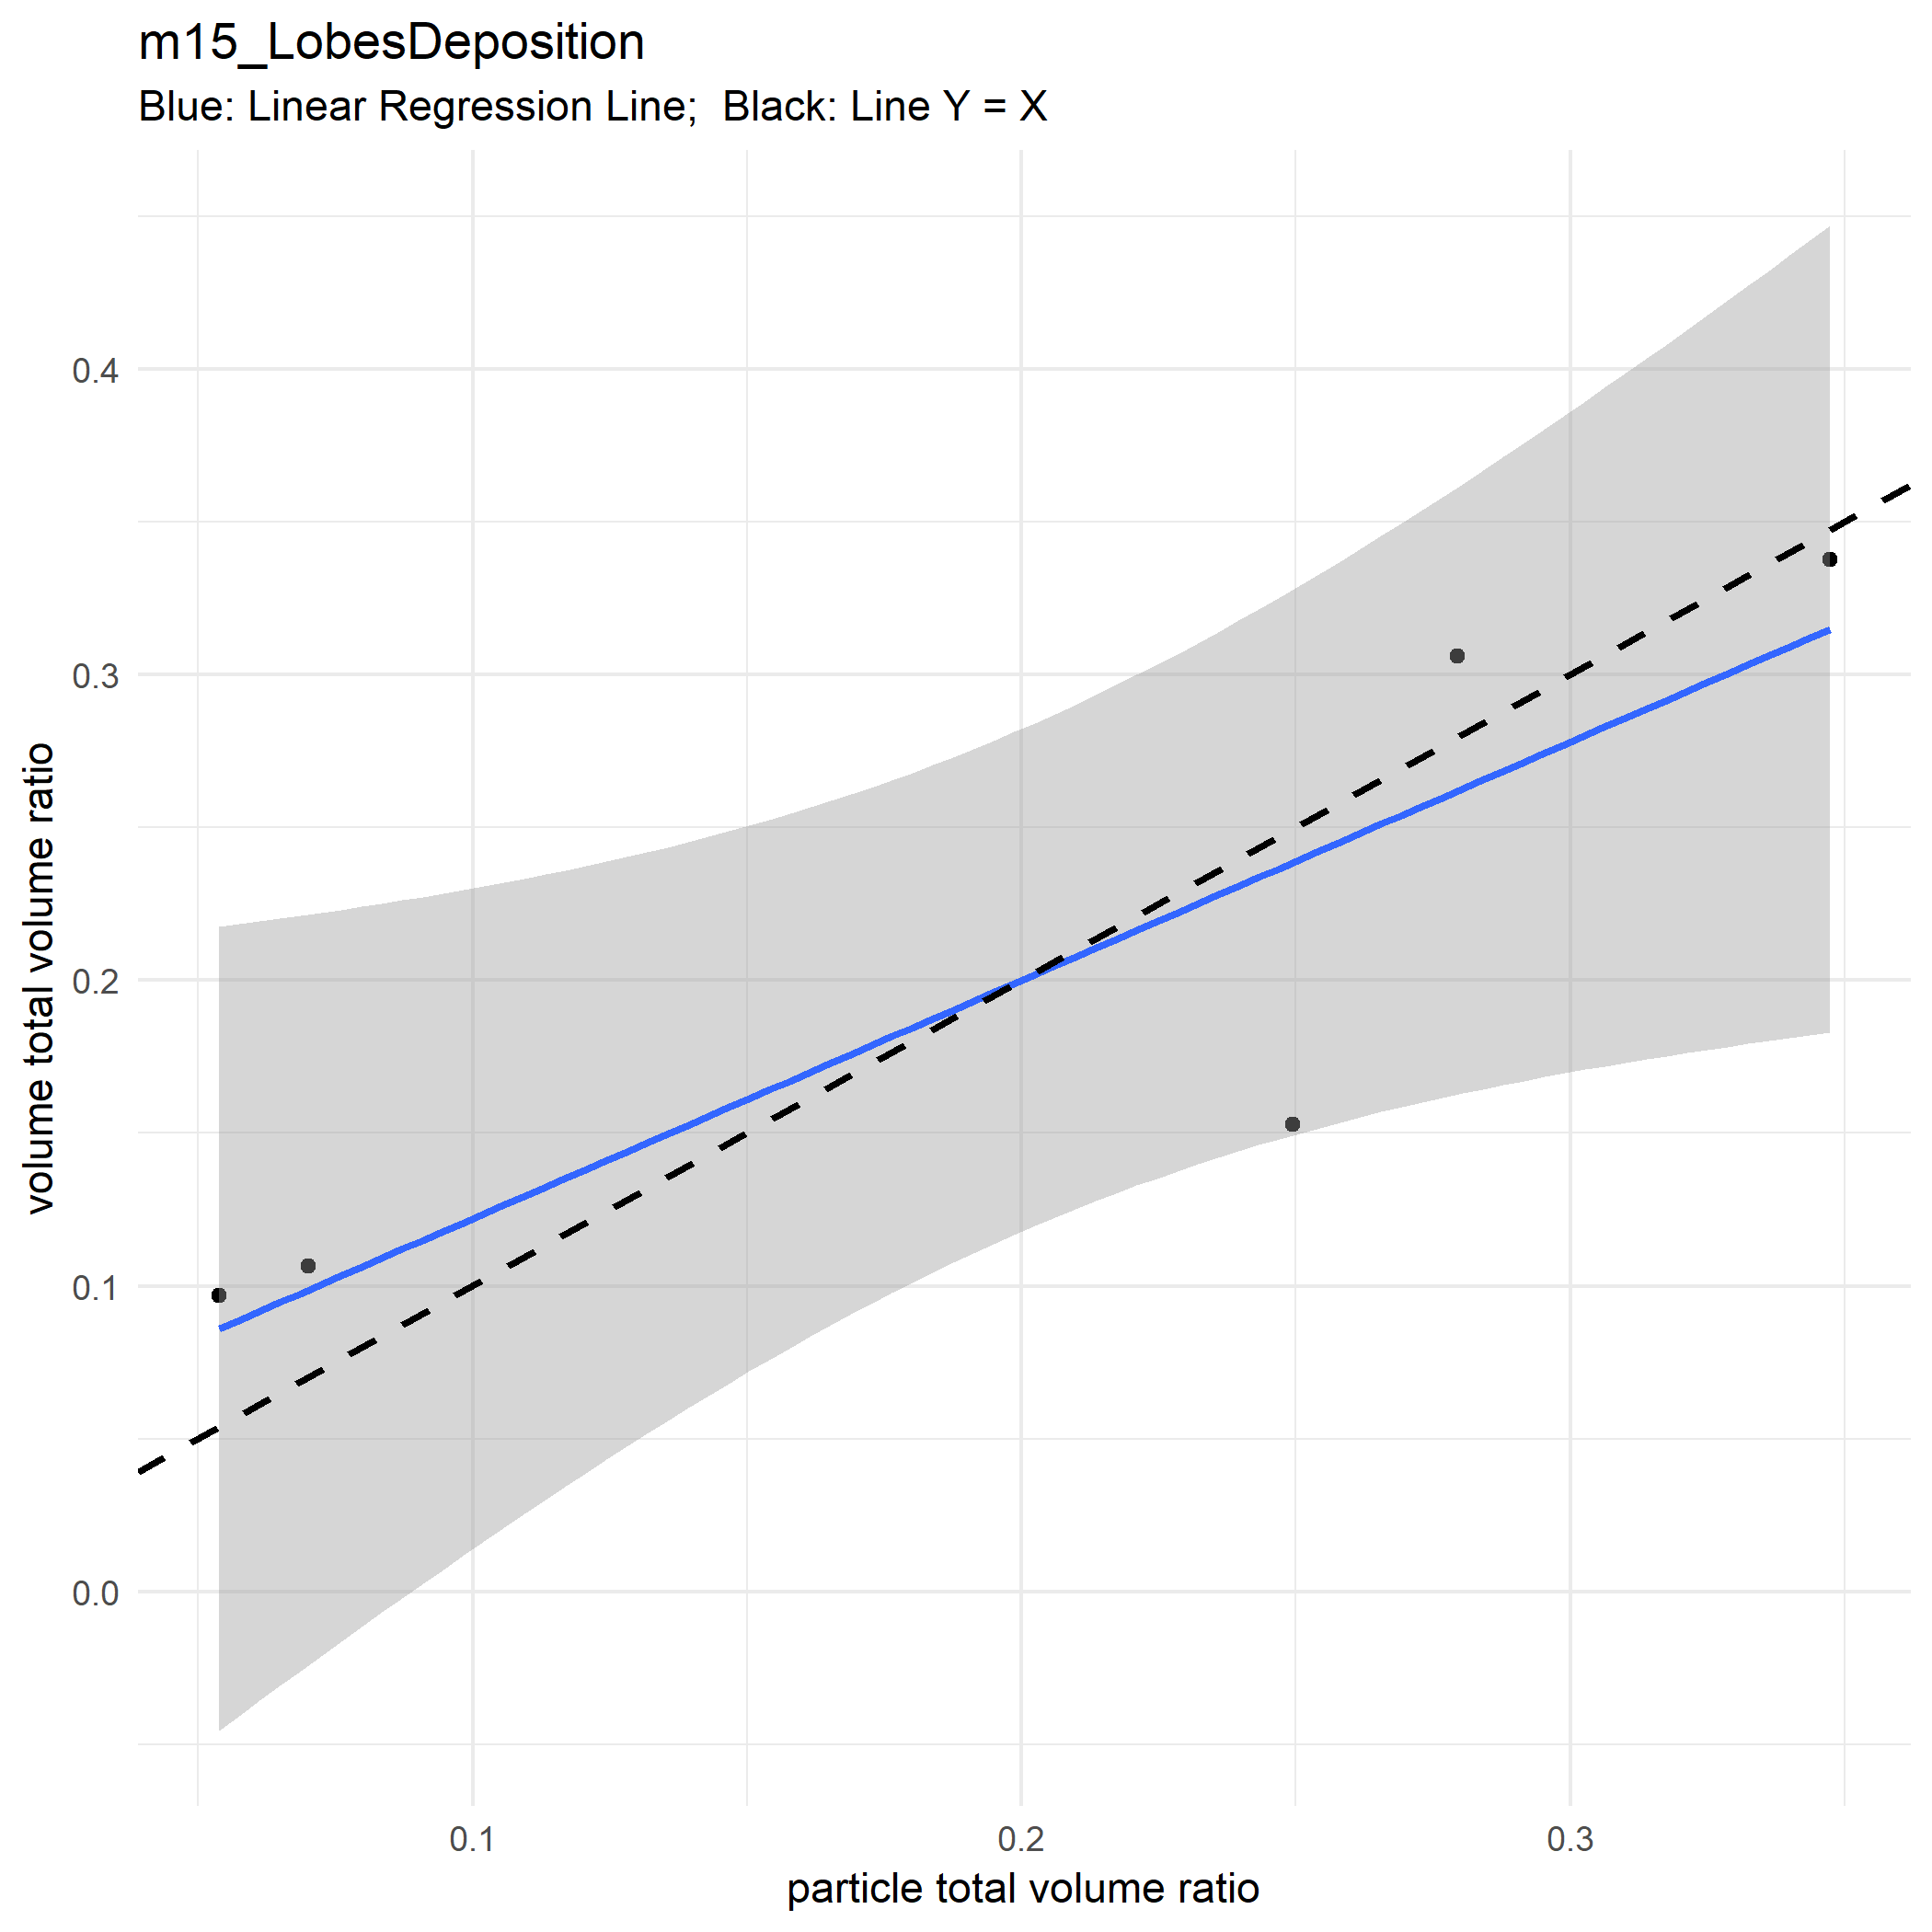 m15_LobesDeposition
Blue: Linear Regression Line;  Black: Line Y = X
volume total volume ratio
0.4
0.3
0.2
0.1
0.0
0.1
0.2
0.3
particle total volume ratio